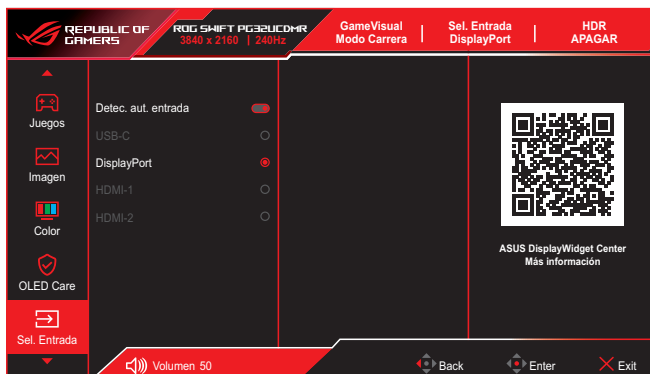 REPUBLIC OF
GAMERS
ROG SWIFT PG32UCDMR
3840 x 2160 | 240Hz
GameVisual
Modo Carrera
Sel. Entrada
DisplayPort
HDR
APAGAR
Juegos
Imagen
Color
OLED Care
Sel. Entrada
Detec. aut. entrada
USB-C
DisplayPort
HDMI-1
HDMI-2
ASUS DisplayWidget Center
Más información
Volumen 50
Back
Enter
Exit